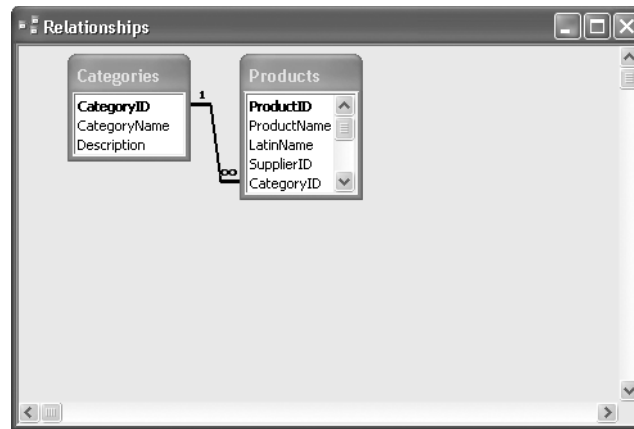 Relationships
Categories
CategoryID
CategoryName
Description
1
∞
Products
ProductID
ProductName
LatinName
SupplierID
CategoryID